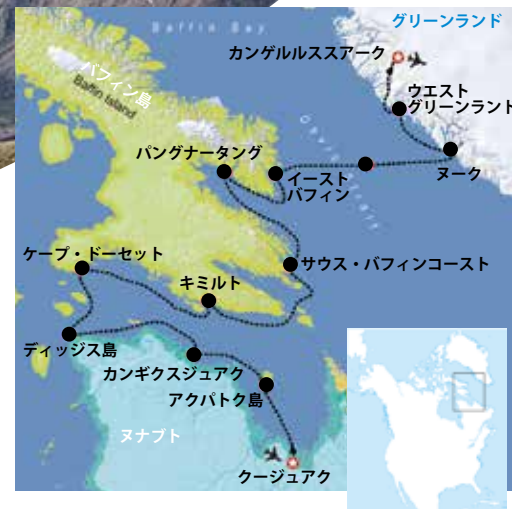 Baffin Bay
グリーンランド
カンゲルルススアーク
バフィン島
Baffin Island
ウエスト
グリーンランド
Davis Strait
パングナータング
イースト
バフィン
ヌーク
ケープ・ドーセット
サウス・バフィンコースト
キミルト
ディッジス島
カンギクスジュアク
アクパトク島
ヌナブト
クージュアク